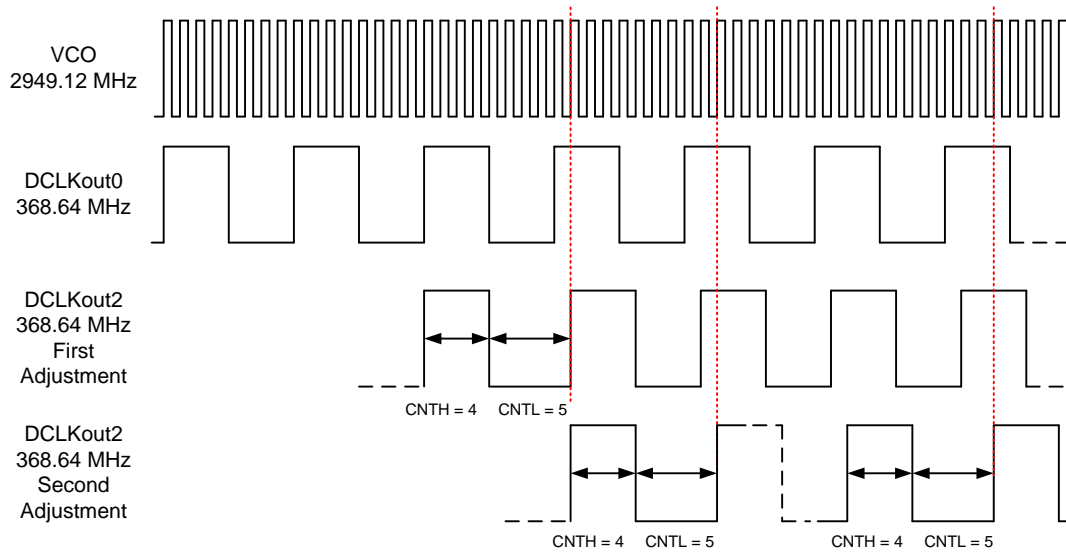 VCO
2949.12 MHz
DCLKout0
368.64 MHz
DCLKout2
368.64 MHz
First
Adjustment
CNTH = 4 CNTL = 5
DCLKout2
368.64 MHz
Second
Adjustment
CNTH = 4 CNTL = 5 CNTH = 4 CNTL = 5